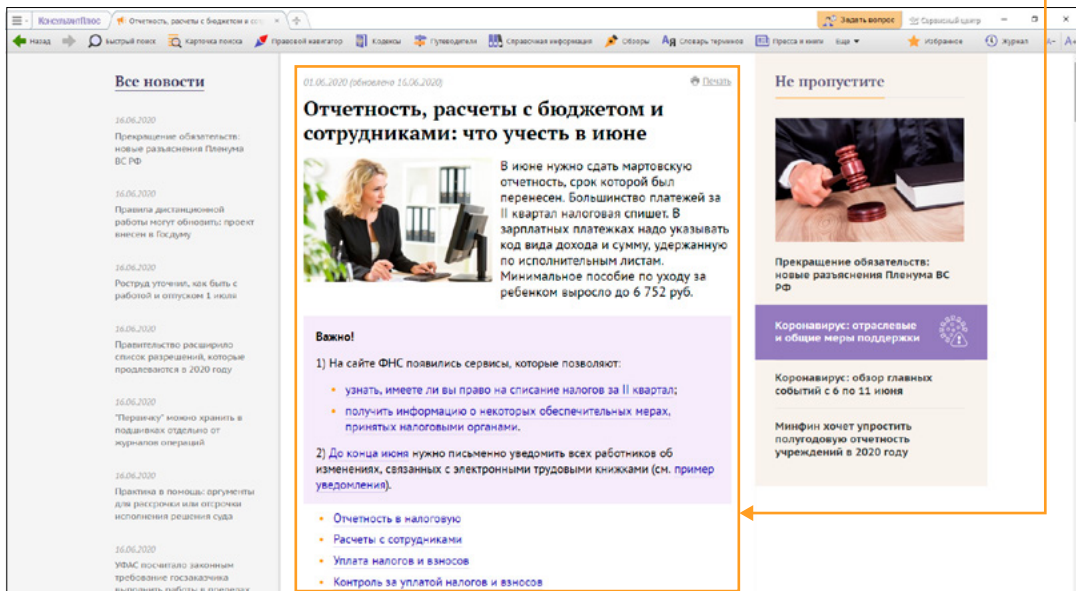 КонсультантПлюс
Отчетность, расчеты с бюджетом и сот
Задать вопрос
Сервисный центр
Назад
Быстрый поиск
Карточка поиска
Правовой навигатор
Кодексы
Путеводители
Справочная информация
Обзоры
Словарь терминов
Пресса и книги
Еще
Избранное
Журнал
A-
A+
Все новости
16.06.2020
Прекращение обязательств:
новые разъяснения Пленума
ВС РФ
16.06.2020
Правила дистанционной
работы могут обновить: проект
внесен в Госдуму
16.06.2020
Роструд уточнил, как быть с
работой и отпуском 1 июля
16.06.2020
Правительство расширило
список разрешений, которые
продлеваются в 2020 году
16.06.2020
"Первичку" можно хранить в
подшивках отдельно от
журналов операций
16.06.2020
Практика в помощь: аргументы
для рассрочки или отсрочки
исполнения решения суда
16.06.2020
УФАС посчитало законным
требование госзаказчика
выполнить работы в пределах
01.06.2020 (обновлено 16.06.2020)
Печать
Отчетность, расчеты с бюджетом и
сотрудниками: что учесть в июне
В июне нужно сдать мартовскую
отчетность, срок которой был
перенесен. Большинство платежей за
II квартал налоговая спишет. В
зарплатных платежках надо указывать
код вида дохода и сумму, удержанную
по исполнительным листам.
Минимальное пособие по уходу за
ребенком выросло до 6 752 руб.
Важно!
1) На сайте ФНС появились сервисы, которые позволяют:
• узнать, имеете ли вы право на списание налогов за II квартал;
• получить информацию о некоторых обеспечительных мерах,
принятых налоговыми органами.
2) До конца июня нужно письменно уведомить всех работников об
изменениях, связанных с электронными трудовыми книжками (см. пример
уведомления).
• Отчетность в налоговую
• Расчеты с сотрудниками
• Уплата налогов и взносов
• Контроль за уплатой налогов и взносов
Не пропустите
Прекращение обязательств:
новые разъяснения Пленума ВС
РФ
Коронавирус: отраслевые
и общие меры поддержки
Коронавирус: обзор главных
событий с 6 по 11 июня
Минфин хочет упростить
полугодовую отчетность
учреждений в 2020 году